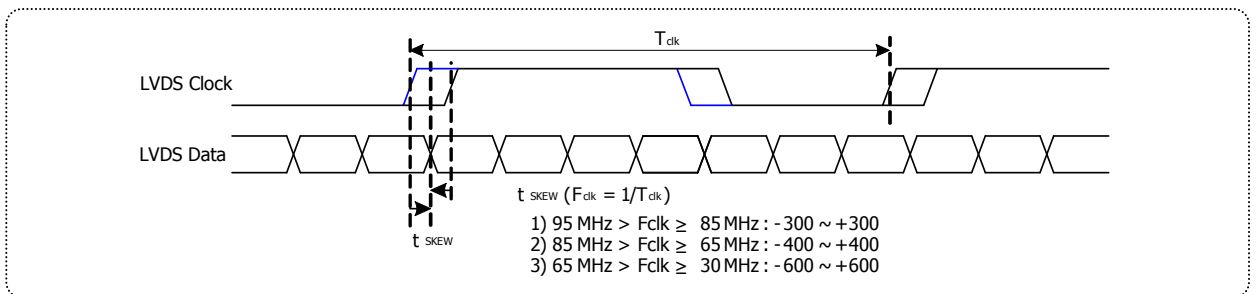 Tclk
LVDS Clock
LVDS Data
t SKEW (Fclk = 1/Tclk)
1) 95 MHz > Fclk ≥ 85 MHz : -300 ~ +300
t SKEW
2) 85 MHz > Fclk ≥ 65 MHz : -400 ~ +400
3) 65 MHz > Fclk ≥ 30 MHz : -600 ~ +600